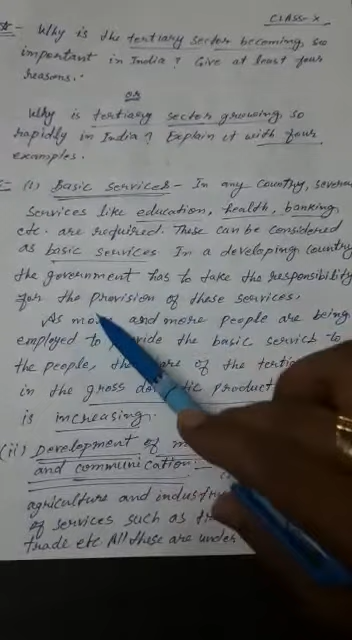 CLASS- X
Why is the tertiary sector becoming so
important in India? Give at least four
reasons.
or
Why is tertiary sector growing so
rapidly in India? Explain it with four
examples.
(i) Basic services - In any country, several
services like education, health, banking
etc. are required. These can be considered
as basic services In a developing country
the government has to take the responsibility
for the provision of these services.
As more and more people are being
employed to the basic services to
the people, of the
in the gross product
is increasing.
(ii) Development of
and communication:-
agriculture and
of services such as
trade etc All these are under